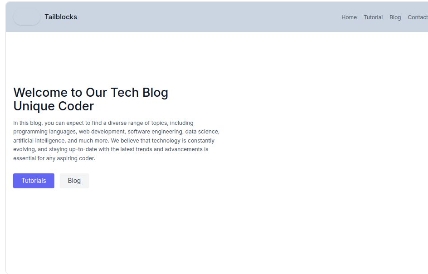 Tailblocks
Home Tutorial Blog Contact
Welcome to Our Tech Blog
Unique Coder
In this blog, you can expect to find a diverse range of topics, including
programming languages, web development, software engineering, data science,
artificial intelligence, and much more. We believe that technology is constantly
evolving, and staying up-to-date with the latest trends and advancements is
essential for any aspiring coder.
Tutorials Blog